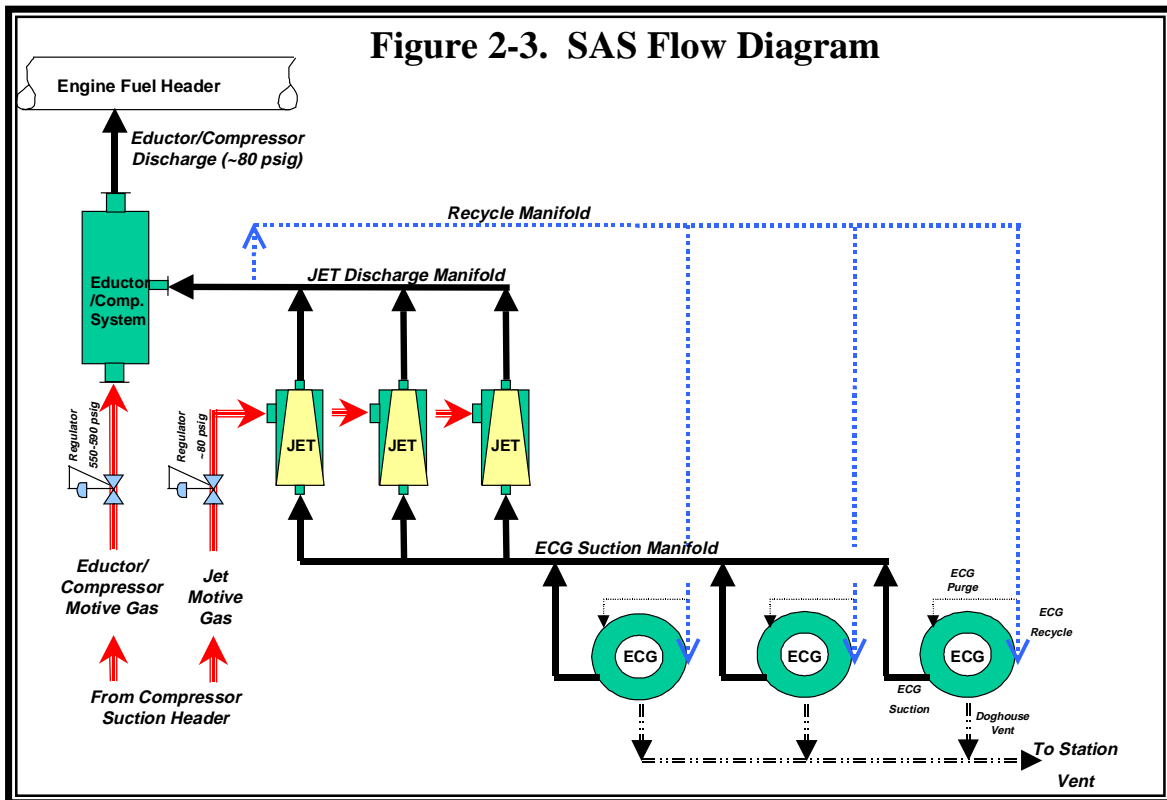 Figure 2-3. SAS Flow Diagram
Engine Fuel Header
Eductor/Compressor
Discharge (~80 psig)
Recycle Manifold
JET Discharge Manifold
Eductor
/Comp.
System
Regulator
550-590 psig
Regulator
~80 psig
JET
JET
JET
ECG Suction Manifold
Eductor/
Compressor
Motive Gas
Jet
Motive
Gas
ECG
Purge
ECG
Recycle
ECG
ECG
ECG
ECG
Suction
Doghouse
Vent
From Compressor
Suction Header
To Station
Vent